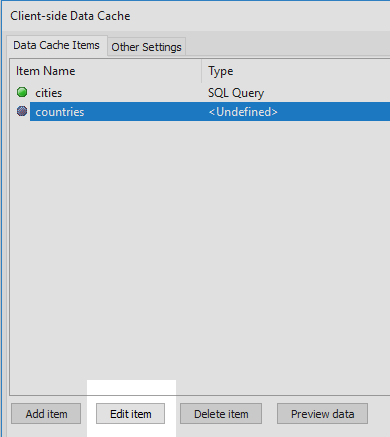 Client-side Data Cache
Data Cache Items Other Settings
Item Name Type
cities SQL Query
countries <Undefined>
Add item Edit item Delete item Preview data